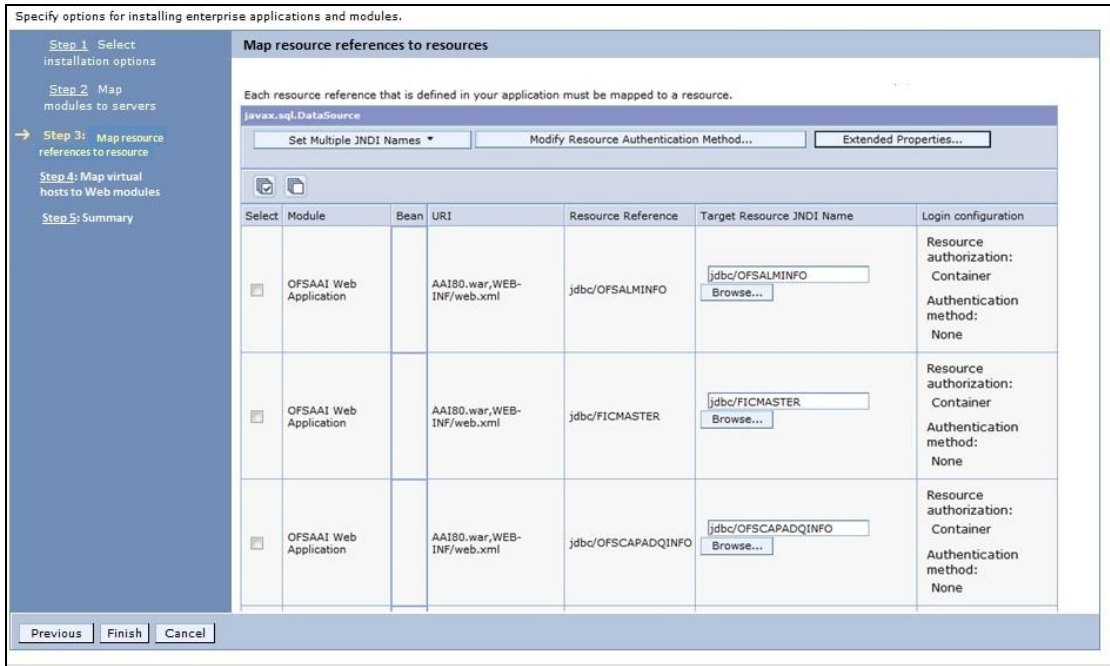 Specify options for installing enterprise applications and modules.
Step 1 Select
installation options
Step 2 Map
modules to servers
Step 3: Map resource
references to resource
Step 4: Map virtual
hosts to Web modules
Step 5: Summary
Map resource references to resources
Each resource reference that is defined in your application must be mapped to a resource.
javax.sql.DataSource
Set Multiple JNDI Names
Modify Resource Authentication Method...
Extended Properties...
Select Module Bean URI Resource Reference Target Resource JNDI Name Login configuration
OFSAAI Web
Application
AAI80.war,WEB-
INF/web.xml
jdbc/OFSALMINFO
jdbc/OFSALMINFO
Browse...
Resource
authorization:
Container
Authentication
method:
None
OFSAAI Web
Application
AAI80.war,WEB-
INF/web.xml
jdbc/FICMASTER
jdbc/FICMASTER
Browse...
Resource
authorization:
Container
Authentication
method:
None
OFSAAI Web
Application
AAI80.war,WEB-
INF/web.xml
jdbc/OFSCAPADQINFO
jdbc/OFSCAPADQINFO
Browse...
Resource
authorization:
Container
Authentication
method:
None
Previous Finish Cancel